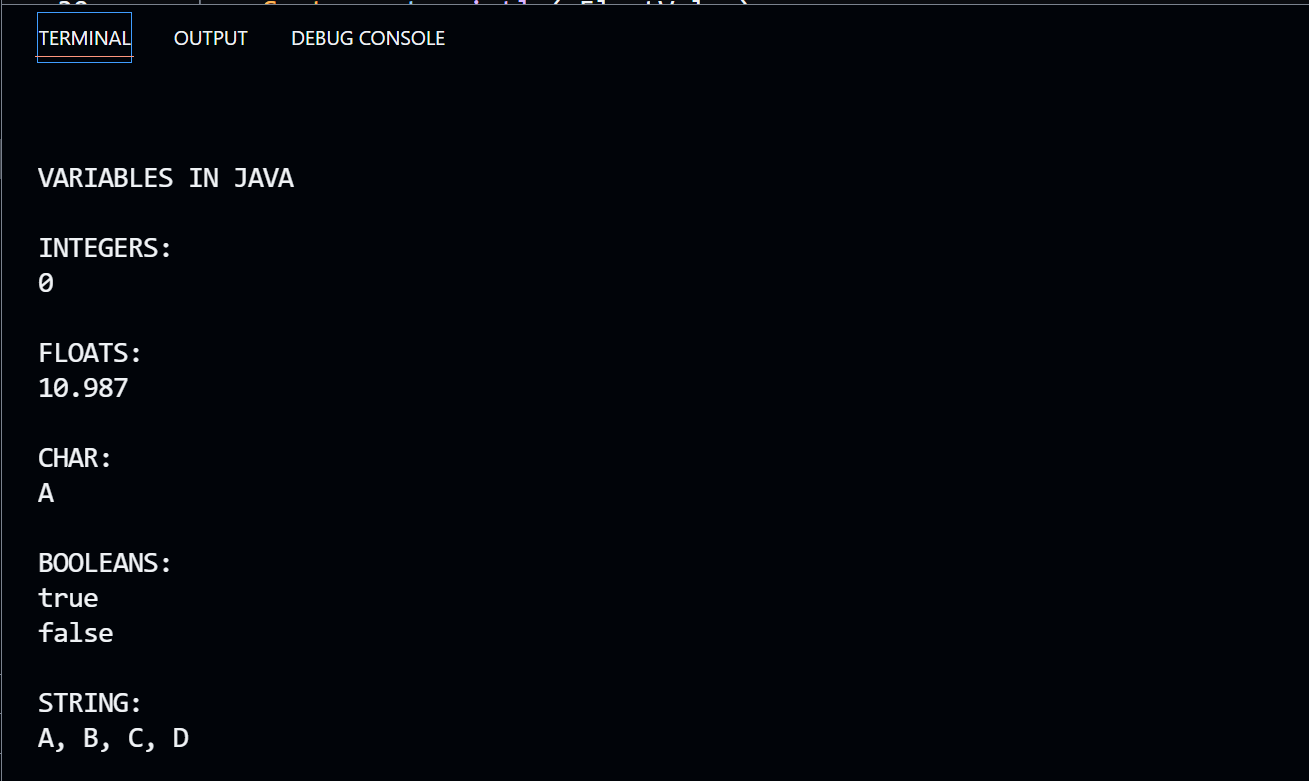 TERMINAL OUTPUT DEBUG CONSOLE
VARIABLES IN JAVA
INTEGERS:
0
FLOATS:
10.987
CHAR:
A
BOOLEANS:
true
false
STRING:
A, B, C, D